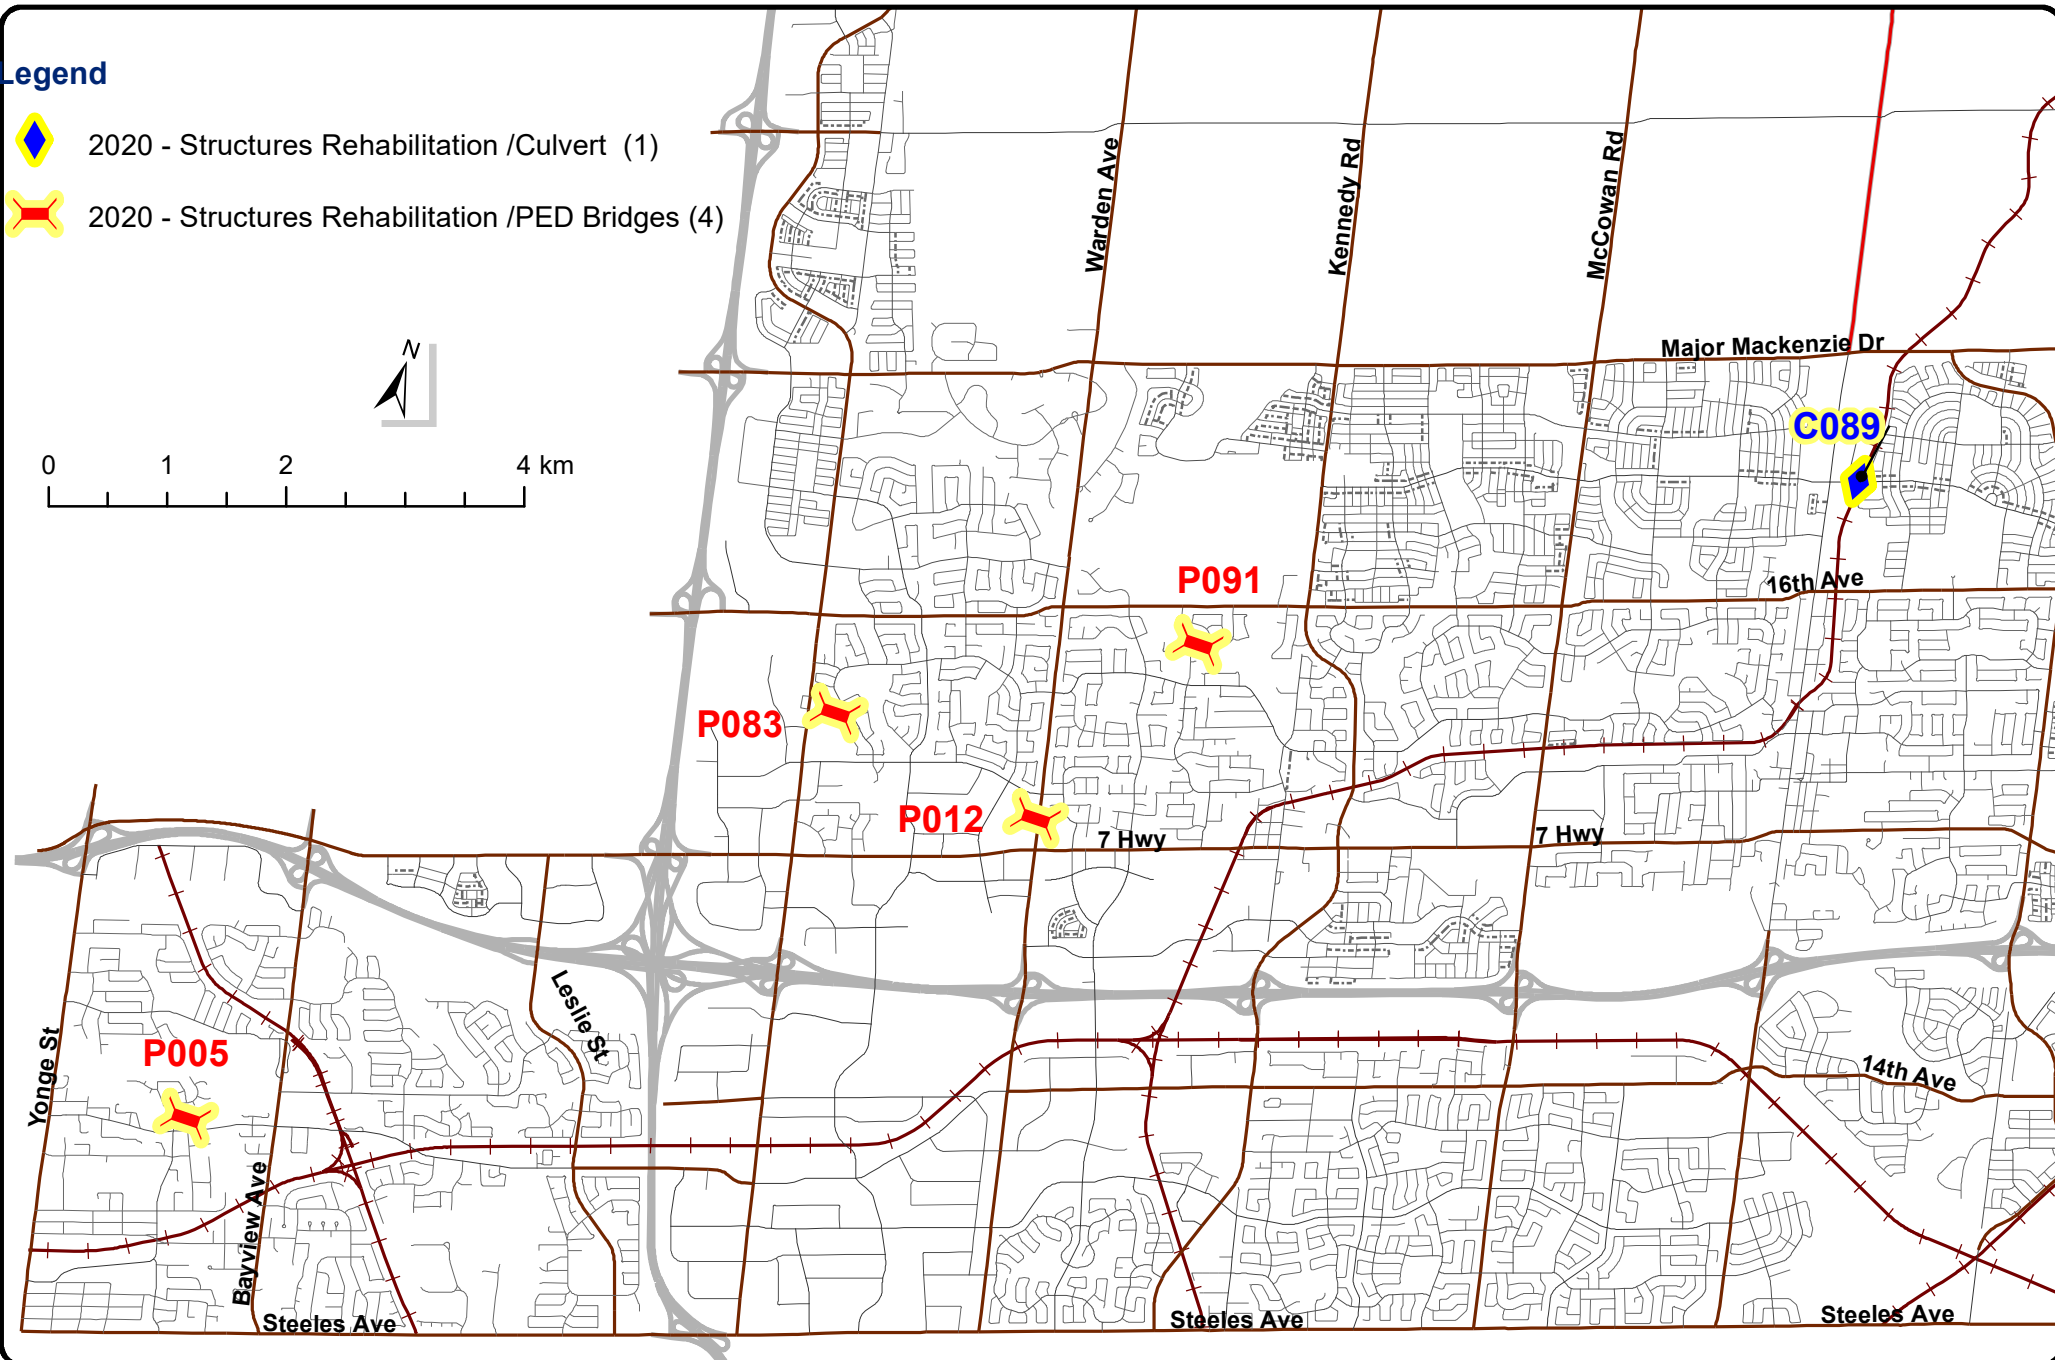 Legend
2020 - Structures Rehabilitation /Culvert (1)
2020 - Structures Rehabilitation /PED Bridges (4)
N
0 1 2 4 km
Warden Ave
Kennedy Rd
McCowan Rd
Major Mackenzie Dr
C089
P091
16th Ave
P083
P012
7 Hwy
7 Hwy
Leslie St
Yonge St
P005
14th Ave
Bayview Ave
Steeles Ave
Steeles Ave
Steeles Ave